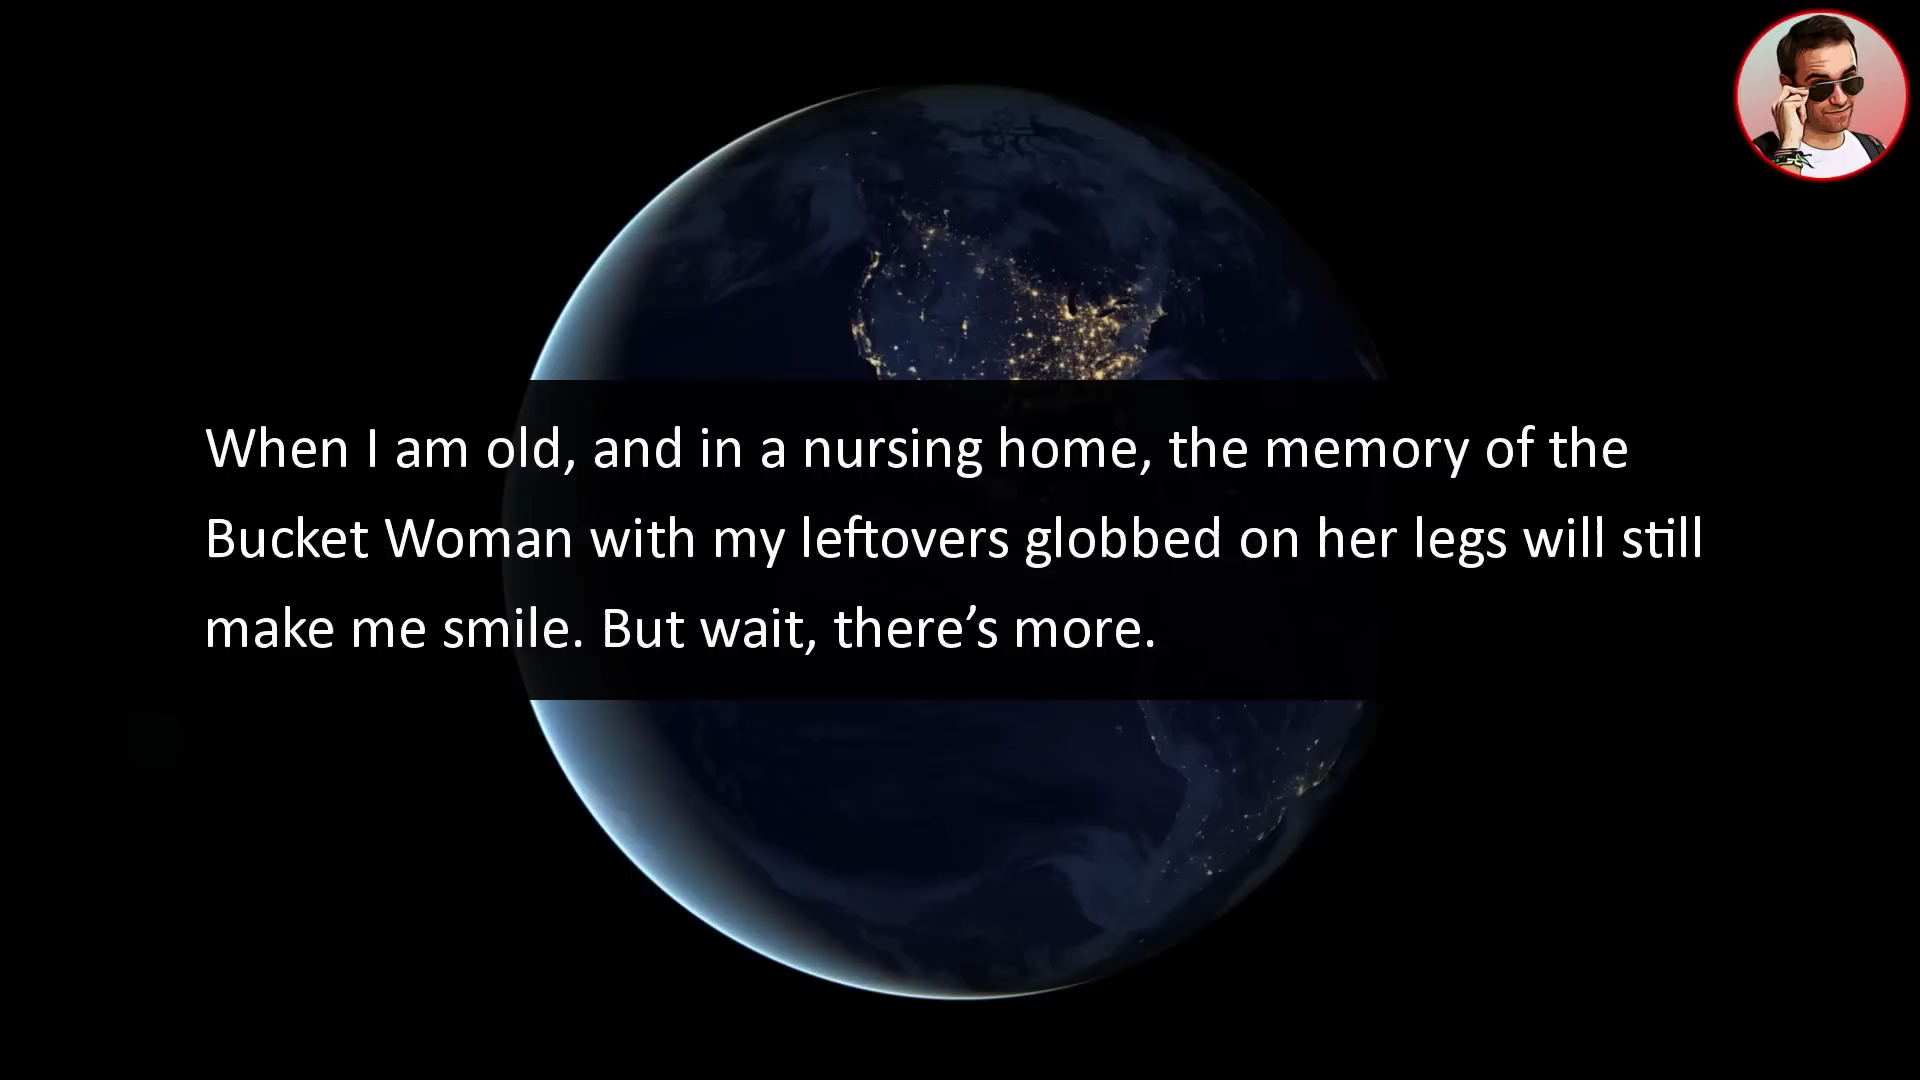 When I am old, and in a nursing home, the memory of the
Bucket Woman with my leftovers globbed on her legs will still
make me smile. But wait, there’s more.